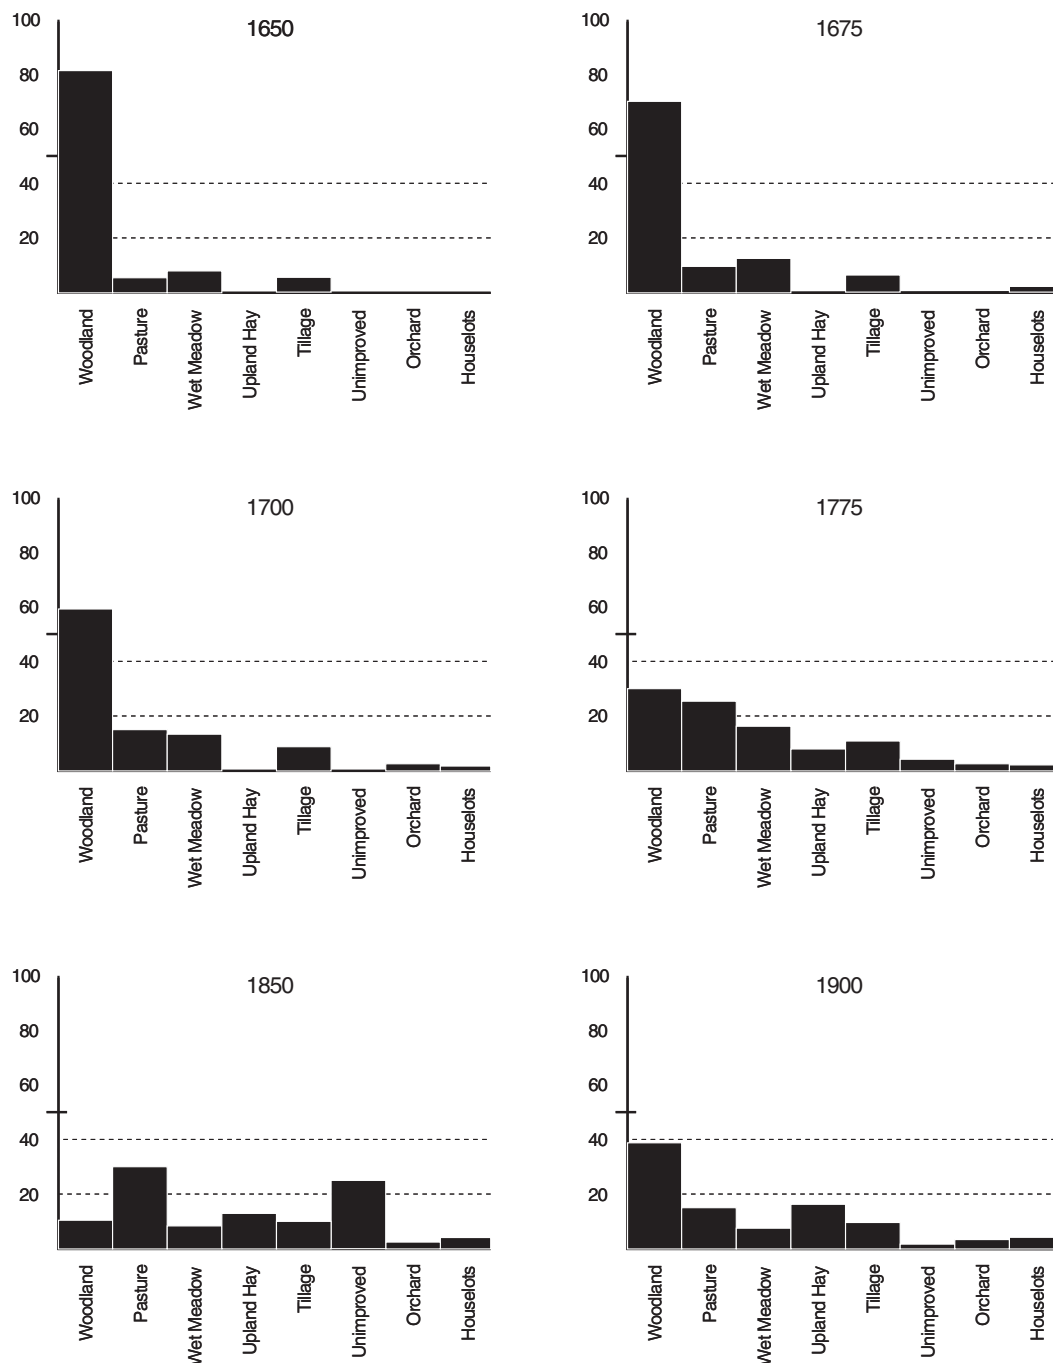 1650
100
80
60
40
20
Woodland
Pasture
Wet Meadow
Upland Hay
Tillage
Unimproved
Orchard
Houselots
1675
100
80
60
40
20
Woodland
Pasture
Wet Meadow
Upland Hay
Tillage
Unimproved
Orchard
Houselots
1700
100
80
60
40
20
Woodland
Pasture
Wet Meadow
Upland Hay
Tillage
Unimproved
Orchard
Houselots
1775
100
80
60
40
20
Woodland
Pasture
Wet Meadow
Upland Hay
Tillage
Unimproved
Orchard
Houselots
1850
100
80
60
40
20
Woodland
Pasture
Wet Meadow
Upland Hay
Tillage
Unimproved
Orchard
Houselots
1900
100
80
60
40
20
Woodland
Pasture
Wet Meadow
Upland Hay
Tillage
Unimproved
Orchard
Houselots